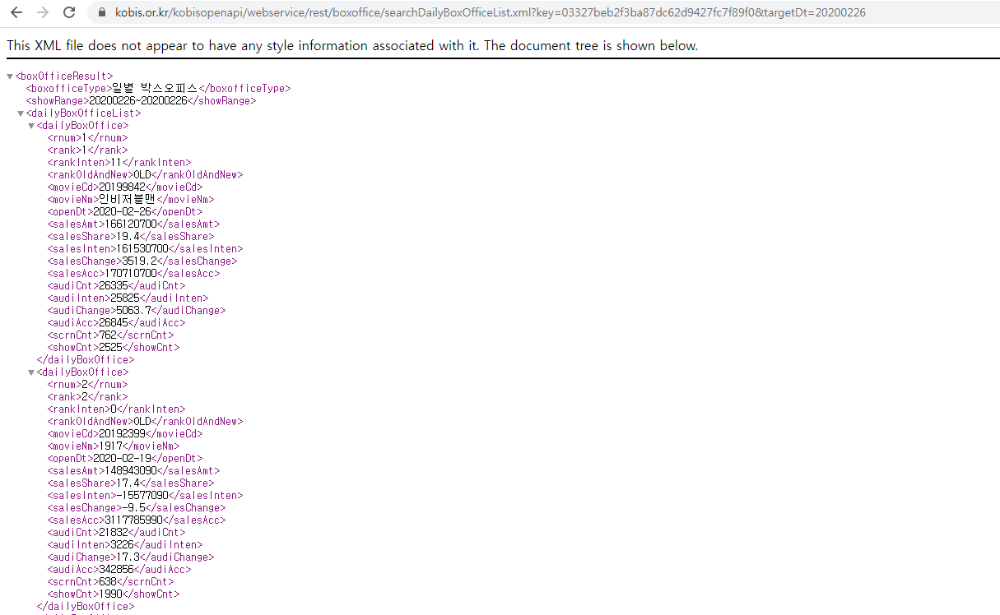 kobis.or.kr/kobisopenapi/webservice/rest/boxoffice/searchDailyBoxOfficeList.xml?key=03327beb2f3ba87dc62d9427fc7f89f0&targetDt=20200226
This XML file does not appear to have any style information associated with it. The document tree is shown below.
▼<boxOfficeResult>
<boxofficeType>일별 박스오피스</boxofficeType>
<showRange>20200226~20200226</showRange>
▼<dailyBoxOfficeList>
▼<dailyBoxOffice>
<rnum>1</rnum>
<rank>1</rank>
<rankInten>11</rankInten>
<rankOldAndNew>OLD</rankOldAndNew>
<movieCd>20199842</movieCd>
<movieNm>인비저블맨</movieNm>
<openDt>2020-02-26</openDt>
<salesAmt>166120700</salesAmt>
<salesShare>19.4</salesShare>
<salesInten>161530700</salesInten>
<salesChange>3519.2</salesChange>
<salesAcc>170710700</salesAcc>
<audiCnt>26335</audiCnt>
<audiInten>25825</audiInten>
<audiChange>5063.7</audiChange>
<audiAcc>26845</audiAcc>
<scrnCnt>762</scrnCnt>
<showCnt>2525</showCnt>
</dailyBoxOffice>
▼<dailyBoxOffice>
<rnum>2</rnum>
<rank>2</rank>
<rankInten>0</rankInten>
<rankOldAndNew>OLD</rankOldAndNew>
<movieCd>20192399</movieCd>
<movieNm>1917</movieNm>
<openDt>2020-02-19</openDt>
<salesAmt>148943090</salesAmt>
<salesShare>17.4</salesShare>
<salesInten>-15577090</salesInten>
<salesChange>-9.5</salesChange>
<salesAcc>3117785990</salesAcc>
<audiCnt>21832</audiCnt>
<audiInten>3226</audiInten>
<audiChange>17.3</audiChange>
<audiAcc>342856</audiAcc>
<scrnCnt>638</scrnCnt>
<showCnt>1990</showCnt>
</dailyBoxOffice>